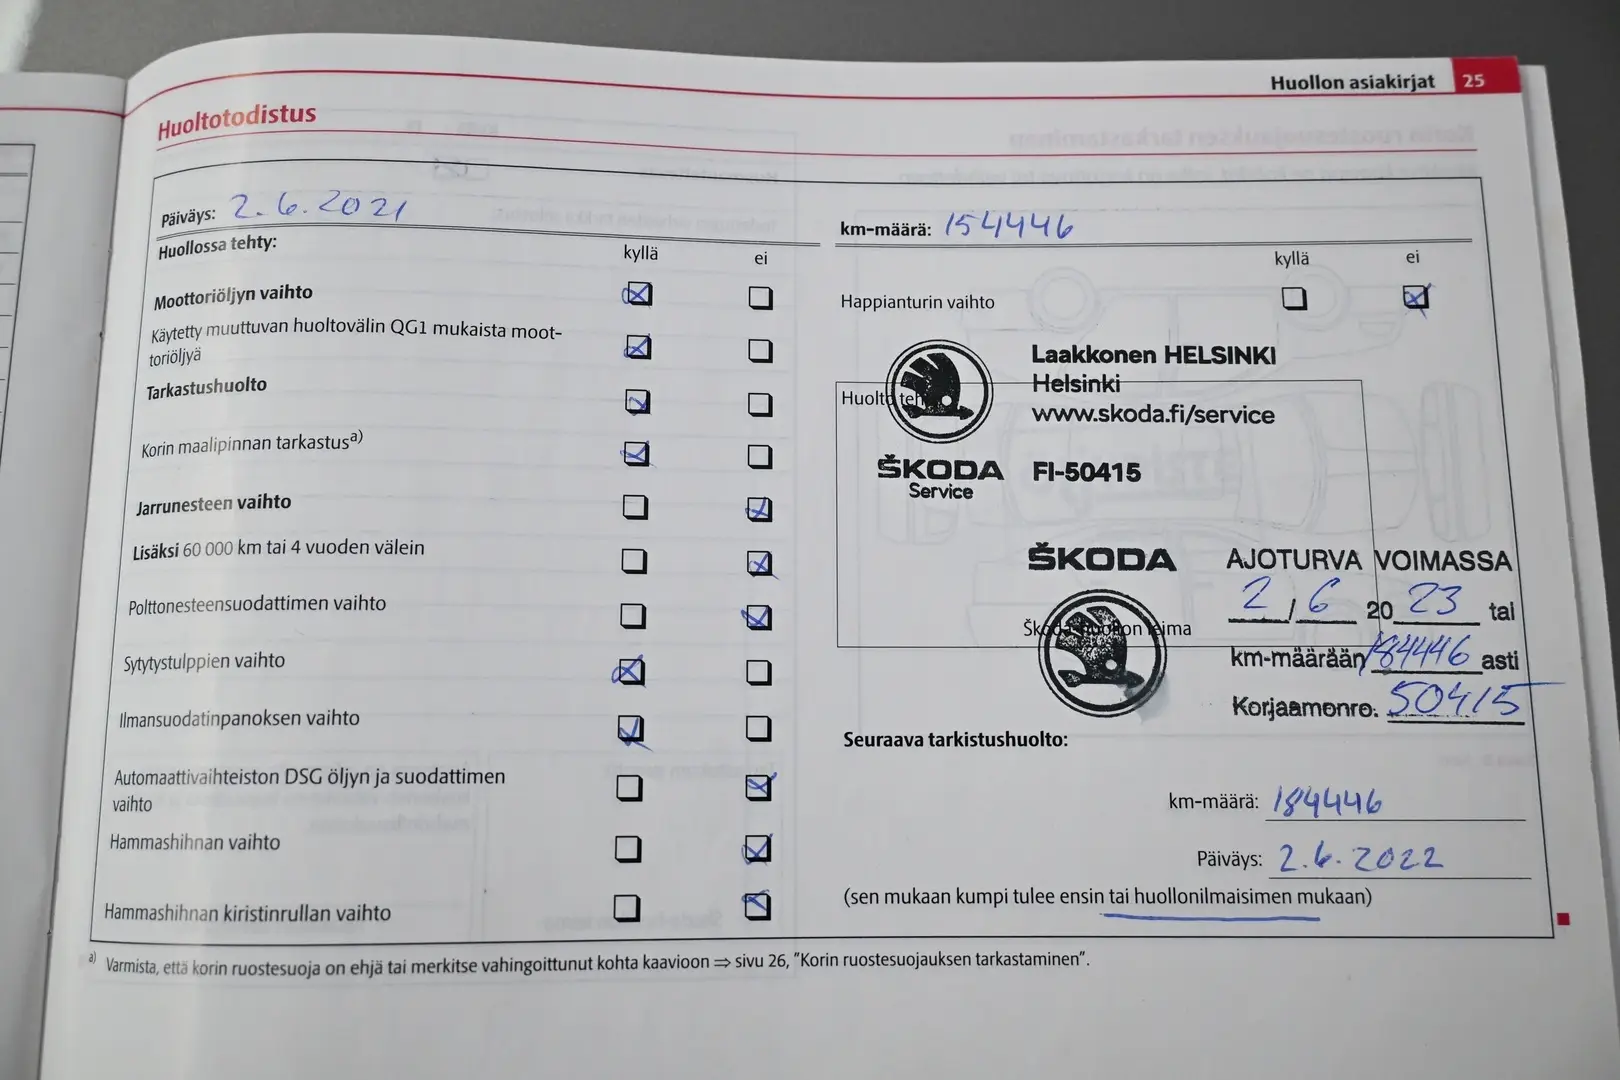 Huollon asiakirjat 25
Huoltotodistus
Päiväys: 2.6.2021
km-määrä: 154446
Huollossa tehty:
kyllä ei
kyllä ei
Moottoriöljyn vaihto
Happianturin vaihto
Käytetty muuttuvan huoltovälin QG1 mukaista moot-
toriöljyä
Tarkastushuolto
Korin maalipinnan tarkastus a)
Jarrunesteen vaihto
Lisäksi 60 000 km tai 4 vuoden välein
Polttonesteensuodattimen vaihto
Sytytystulppien vaihto
Ilmansuodatinpanoksen vaihto
Automaattivaihteiston DSG öljyn ja suodattimen
vaihto
Hammashihnan vaihto
Hammashihnan kiristinrullan vaihto
Laakkonen HELSINKI
Helsinki
www.skoda.fi/service
Huolto
ŠKODA FI-50415
Service
ŠKODA AJOTURVA VOIMASSA
2 / 6 20 23 tai
leima
km-määrään 184446 asti
Korjaamonro. 50415
Seuraava tarkistushuolto:
km-määrä: 184446
Päiväys: 2.6.2022
(sen mukaan kumpi tulee ensin tai huollonilmaisimen mukaan)
a) Varmista, että korin ruostesuoja on ehjä tai merkitse vahingoittunut kohta kaavioon ⇒ sivu 26, "Korin ruostesuojauksen tarkastaminen".